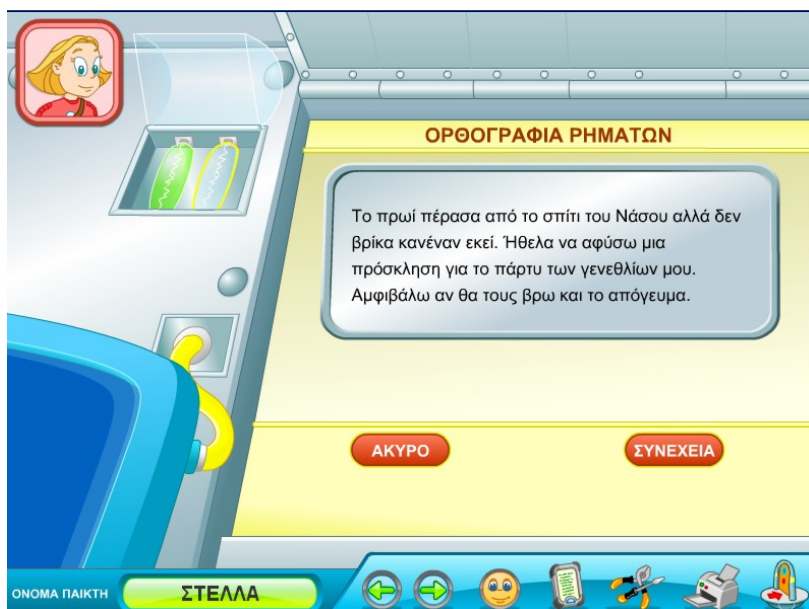 ΟΡΘΟΓΡΑΦΙΑ ΡΗΜΑΤΩΝ
Το πρωί πέρασα από το σπίτι του Νάσου αλλά δεν
βρίκα κανέναν εκεί. Ήθελα να αφύσω μια
πρόσκληση για το πάρτυ των γενεθλίων μου.
Αμφιβάλω αν θα τους βρω και το απόγευμα.
ΑΚΥΡΟ
ΣΥΝΕΧΕΙΑ
ΟΝΟΜΑ ΠΑΙΚΤΗ
ΣΤΕΛΛΑ